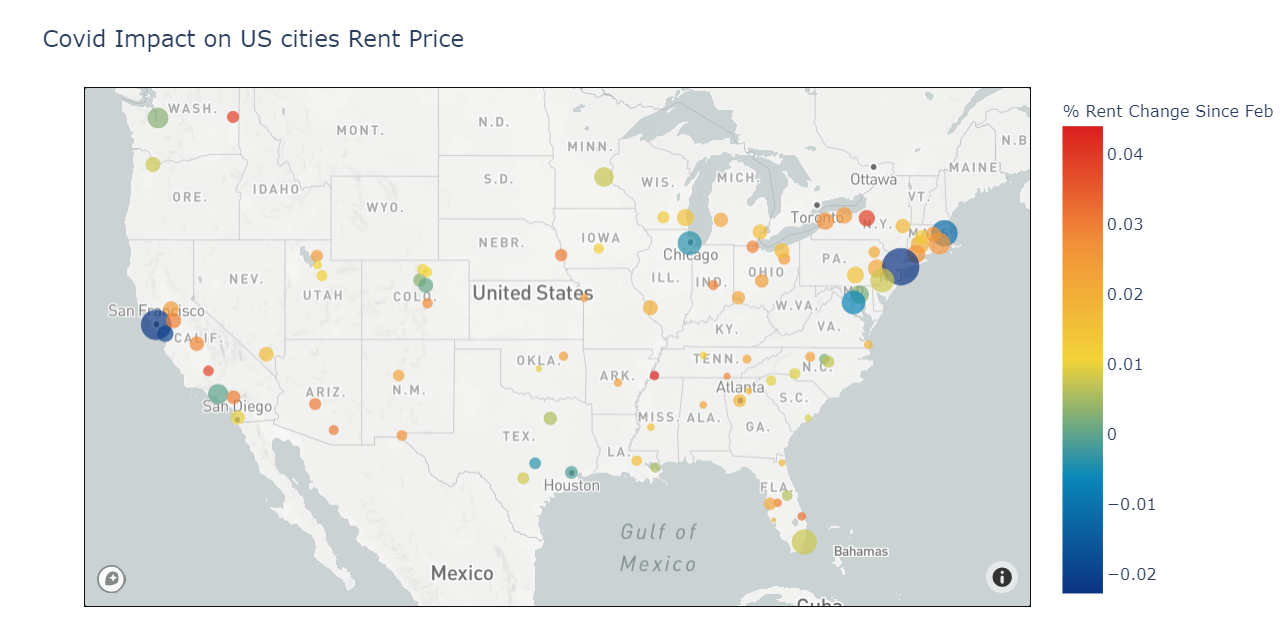 Covid Impact on US cities Rent Price
% Rent Change Since Feb
0.04
0.03
0.02
0.01
0
−0.01
−0.02
WASH.
MONT.
N.D.
MINN.
N.B
MAINE
Ottawa
VT.
ORE.
IDAHO
WYO.
S.D.
WIS.
MICH.
Toronto
N.Y.
NEBR.
IOWA
Chicago
PA.
NEV.
UTAH
COLO.
United States
ILL.
IND.
OHIO
W.VA.
VA.
San Francisco
CALIF.
KY.
OKLA.
TENN.
N.C.
ARIZ.
N.M.
ARK.
Atlanta
S.C.
San Diego
MISS.
ALA.
GA.
TEX.
LA.
Houston
FLA.
Gulf of
Mexico
Bahamas
Mexico
Cuba